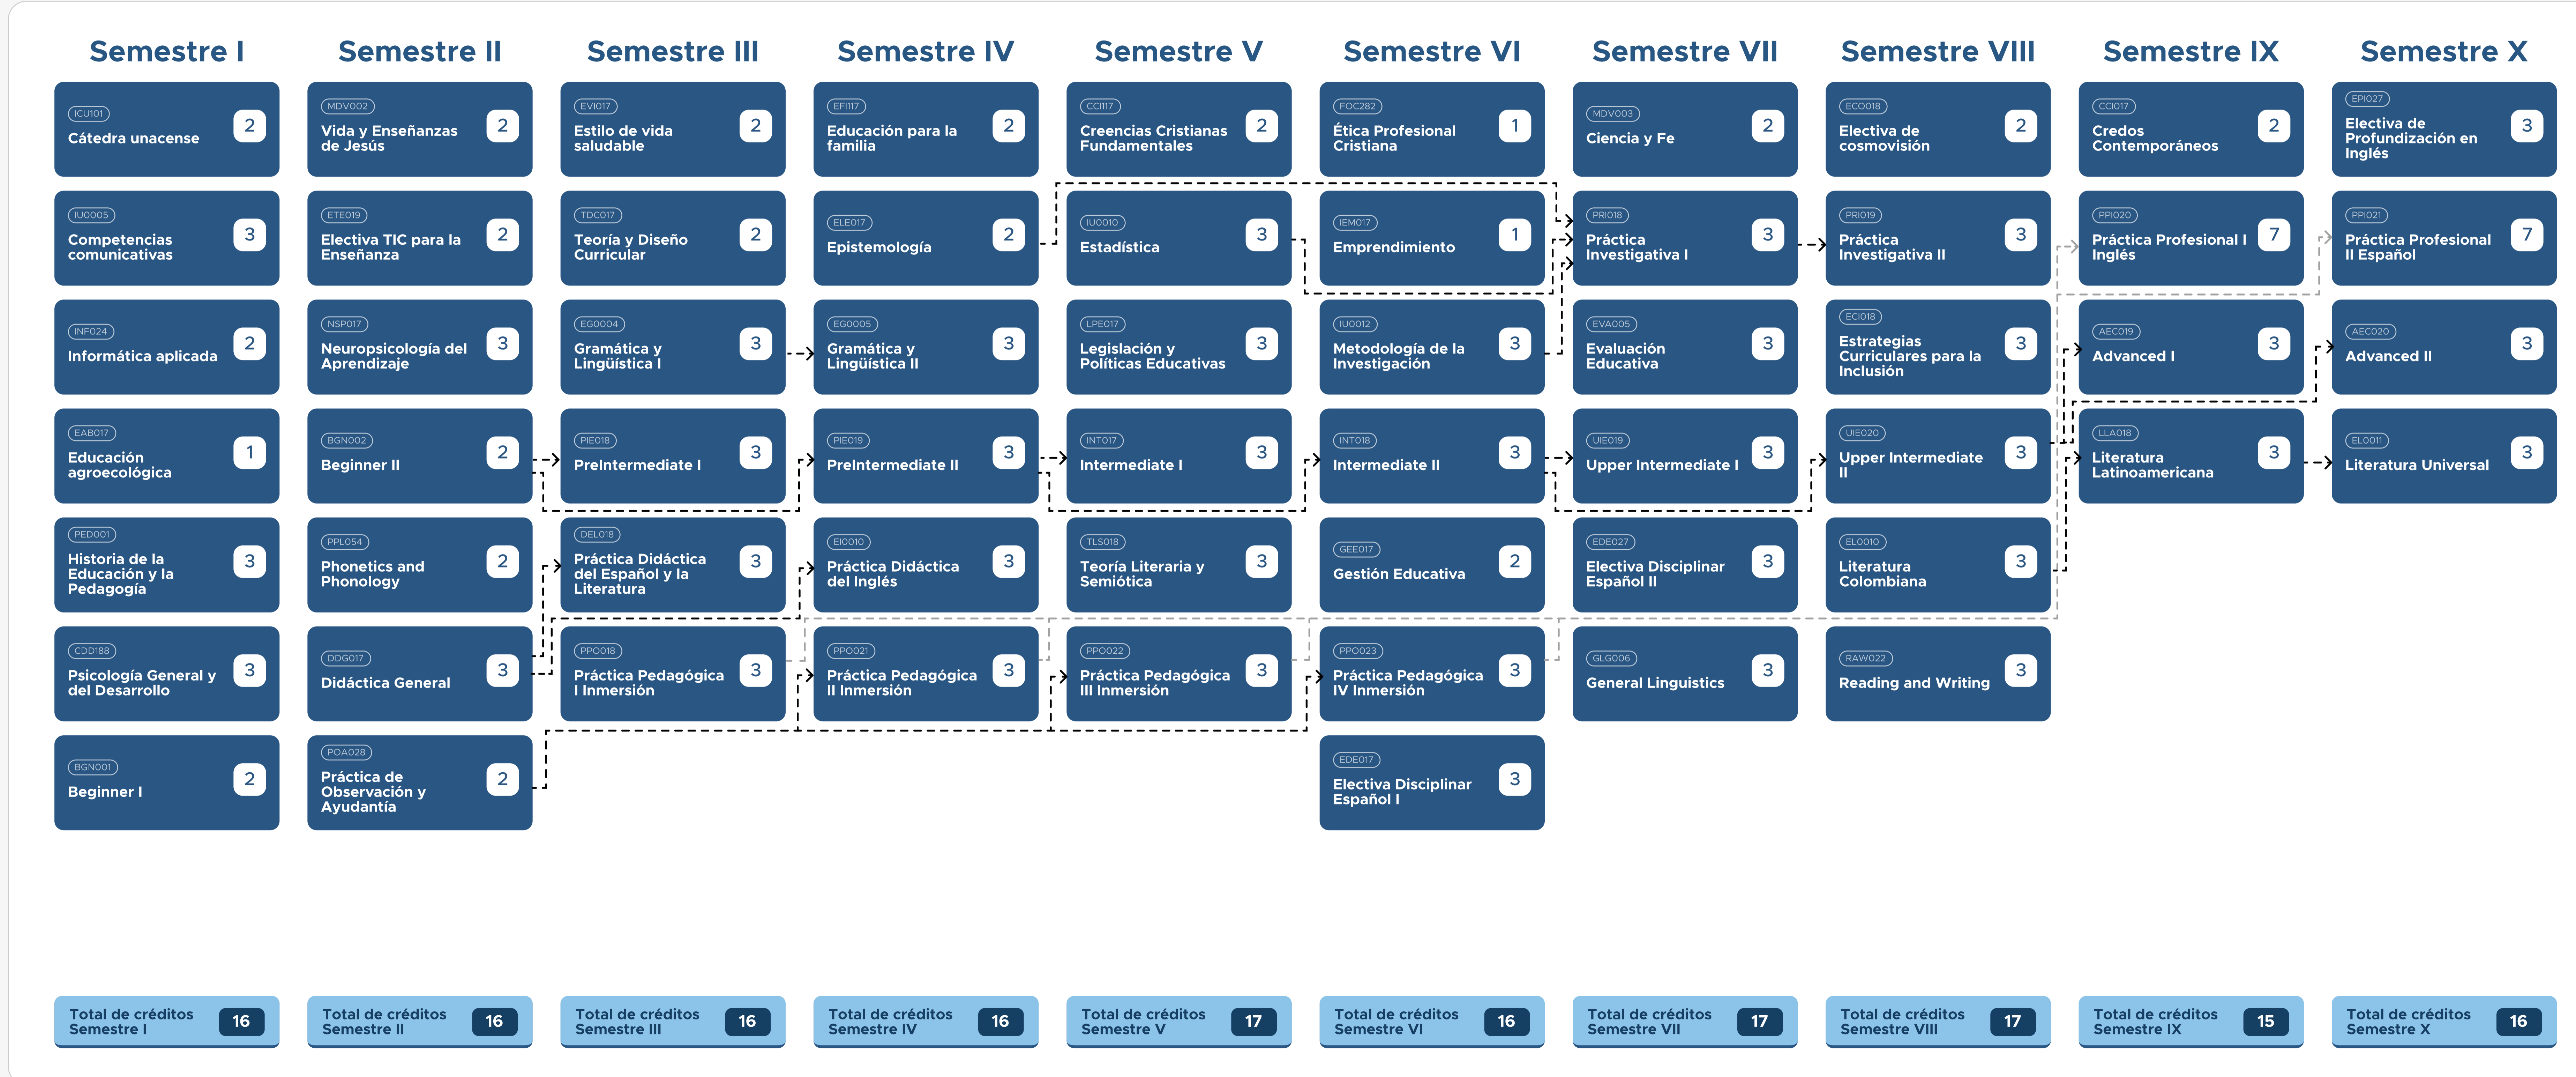 Semestre I
ICU101
Cátedra unacense
2
IU0005
Competencias
comunicativas
3
INF024
Informática aplicada
2
EAB017
Educación
agroecológica
1
PED001
Historia de la
Educación y la
Pedagogía
3
CDD188
Psicología General y
del Desarrollo
3
BGN001
Beginner I
2
Total de créditos
Semestre I
16
Semestre II
MDV002
Vida y Enseñanzas
de Jesús
2
ETE019
Electiva TIC para la
Enseñanza
2
NSP017
Neuropsicología del
Aprendizaje
3
BGN002
Beginner II
2
PPL054
Phonetics and
Phonology
2
DDG017
Didáctica General
3
POA028
Práctica de
Observación y
Ayudantía
2
Total de créditos
Semestre II
16
Semestre III
EVI017
Estilo de vida
saludable
2
TDC017
Teoría y Diseño
Curricular
2
EG0004
Gramática y
Lingüística I
3
PIE018
PreIntermediate I
3
DEL018
Práctica Didáctica
del Español y la
Literatura
3
PPO018
Práctica Pedagógica
I Inmersión
3
Total de créditos
Semestre III
16
Semestre IV
EFI117
Educación para la
familia
2
ELE017
Epistemología
2
EG0005
Gramática y
Lingüística II
3
PIE019
PreIntermediate II
3
EI0010
Práctica Didáctica
del Inglés
3
PPO021
Práctica Pedagógica
II Inmersión
3
Total de créditos
Semestre IV
16
Semestre V
CCI117
Creencias Cristianas
Fundamentales
2
IU0010
Estadística
3
LPE017
Legislación y
Políticas Educativas
3
INT017
Intermediate I
3
TLS018
Teoría Literaria y
Semiótica
3
PPO022
Práctica Pedagógica
III Inmersión
3
Total de créditos
Semestre V
17
Semestre VI
FOC282
Ética Profesional
Cristiana
1
IEM017
Emprendimiento
1
IU0012
Metodología de la
Investigación
3
INT018
Intermediate II
3
GEE017
Gestión Educativa
2
PPO023
Práctica Pedagógica
IV Inmersión
3
EDE017
Electiva Disciplinar
Español I
3
Total de créditos
Semestre VI
16
Semestre VII
MDV003
Ciencia y Fe
2
PRI018
Práctica
Investigativa I
3
EVA005
Evaluación
Educativa
3
UIE019
Upper Intermediate I
3
EDE027
Electiva Disciplinar
Español II
3
GLG006
General Linguistics
3
Total de créditos
Semestre VII
17
Semestre VIII
ECO018
Electiva de
cosmovisión
2
PRI019
Práctica
Investigativa II
3
ECI018
Estrategias
Curriculares para la
Inclusión
3
UIE020
Upper Intermediate
II
3
EL0010
Literatura
Colombiana
3
RAW022
Reading and Writing
3
Total de créditos
Semestre VIII
17
Semestre IX
CCI017
Credos
Contemporáneos
2
PPI020
Práctica Profesional I
Inglés
7
AEC019
Advanced I
3
LLA018
Literatura
Latinoamericana
3
Total de créditos
Semestre IX
15
Semestre X
EPI027
Electiva de
Profundización en
Inglés
3
PPI021
Práctica Profesional
II Español
7
AEC020
Advanced II
3
EL0011
Literatura Universal
3
Total de créditos
Semestre X
16